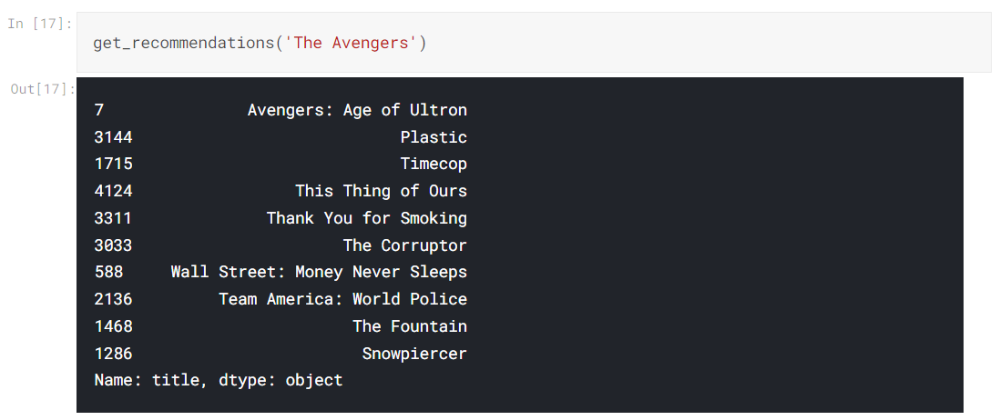 In [17]:
get_recommendations('The Avengers')
Out[17]:
7 Avengers: Age of Ultron
3144 Plastic
1715 Timecop
4124 This Thing of Ours
3311 Thank You for Smoking
3033 The Corruptor
588 Wall Street: Money Never Sleeps
2136 Team America: World Police
1468 The Fountain
1286 Snowpiercer
Name: title, dtype: object